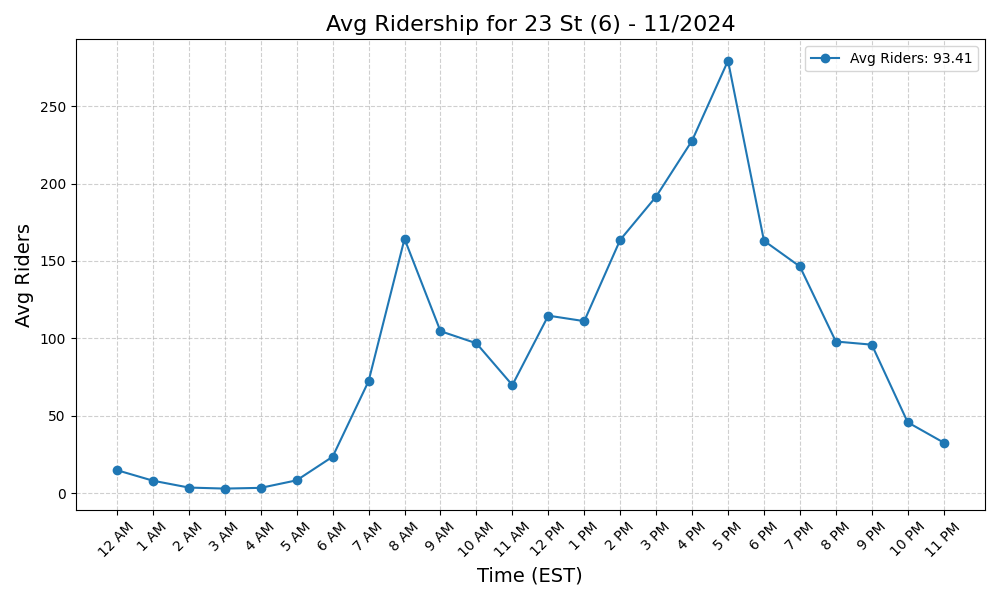 Avg Ridership for 23 St (6) - 11/2024
Avg Riders: 93.41
Avg Riders
250
200
150
100
50
0
12 AM
1 AM
2 AM
3 AM
4 AM
5 AM
6 AM
7 AM
8 AM
9 AM
10 AM
11 AM
12 PM
1 PM
2 PM
3 PM
4 PM
5 PM
6 PM
7 PM
8 PM
9 PM
10 PM
11 PM
Time (EST)